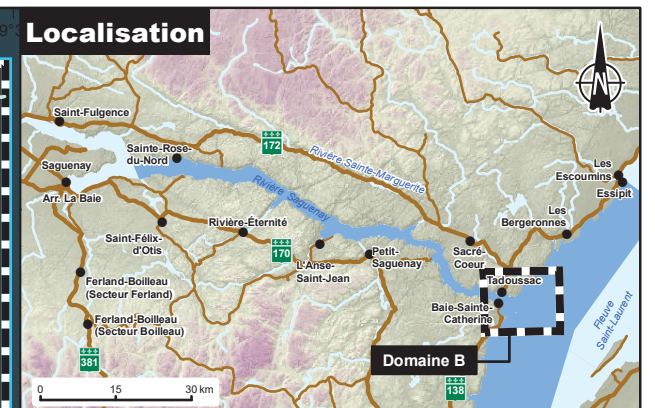 Localisation
N
Saint-Fulgence
Sainte-Rose-
du-Nord
172
Rivière Sainte-Marguerite
Saguenay
Arr. La Baie
Rivière Saguenay
Les
Escoumins
Essipit
Saint-Félix-
d'Otis
Rivière-Éternité
170
L'Anse-
Saint-Jean
Petit-
Saguenay
Sacré-
Coeur
Les
Bergeronnes
Ferland-Boilleau
(Secteur Ferland)
Tadoussac
Baie-Sainte-
Catherine
Ferland-Boilleau
(Secteur Boilleau)
Fleuve
Saint-Laurent
381
Domaine B
138
0 15 30 km